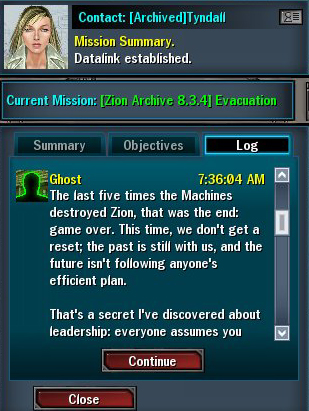 Contact: [Archived]Tyndall
Mission Summary.
Datalink established.
Current Mission: [Zion Archive 8.3.4] Evacuation
Summary
Objectives
Log
Ghost 7:36:04 AM
The last five times the Machines
destroyed Zion, that was the end:
game over. This time, we don't get a
reset; the past is still with us, and the
future isn't following anyone's
efficient plan.
That's a secret I've discovered about
leadership: everyone assumes you
Continue
Close